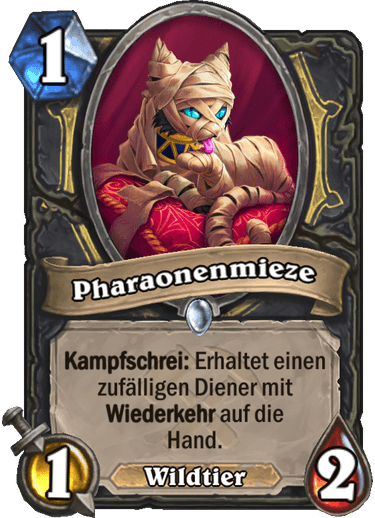 1
Pharaonenmieze
Kampfschrei: Erhaltet einen
zufälligen Diener mit
Wiederkehr auf die
Hand.
1
Wildtier
2